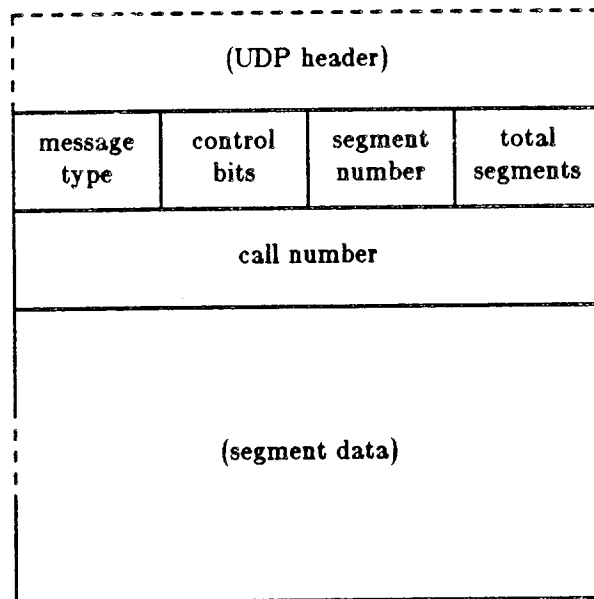 (UDP header)
message type
control bits
segment number
total segments
call number
(segment data)